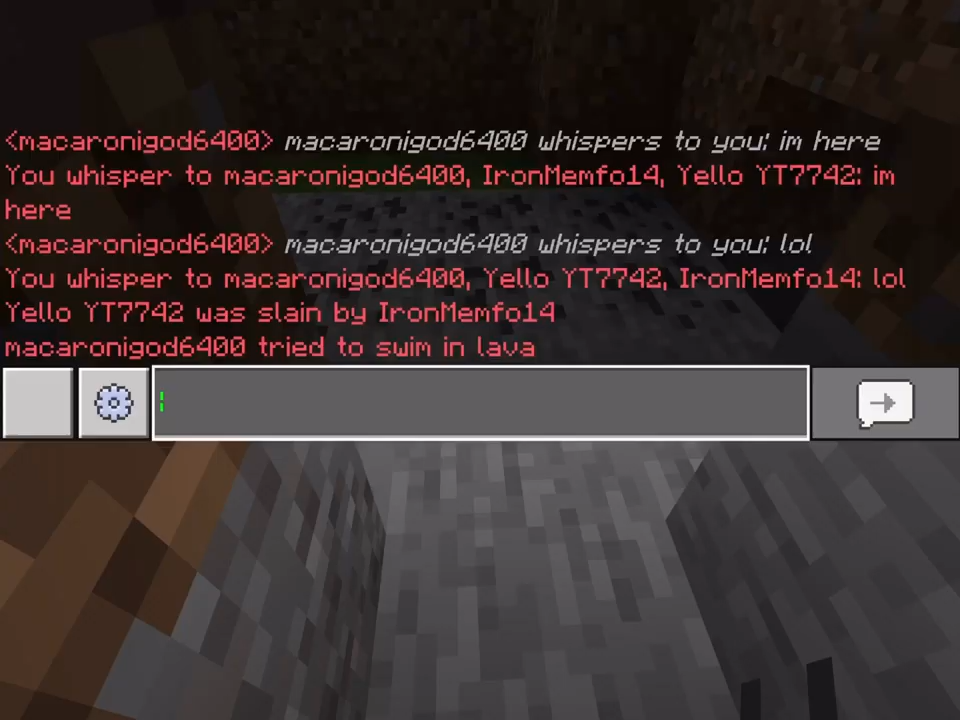 <macaronigod6400> macaronigod6400 whispers to you: im here
You whisper to macaronigod6400, IronMemfo14, Yello YT7742: im
here
<macaronigod6400> macaronigod6400 whispers to you: lol
You whisper to macaronigod6400, Yello YT7742, IronMemfo14: lol
Yello YT7742 was slain by IronMemfo14
macaronigod6400 tried to swim in lava